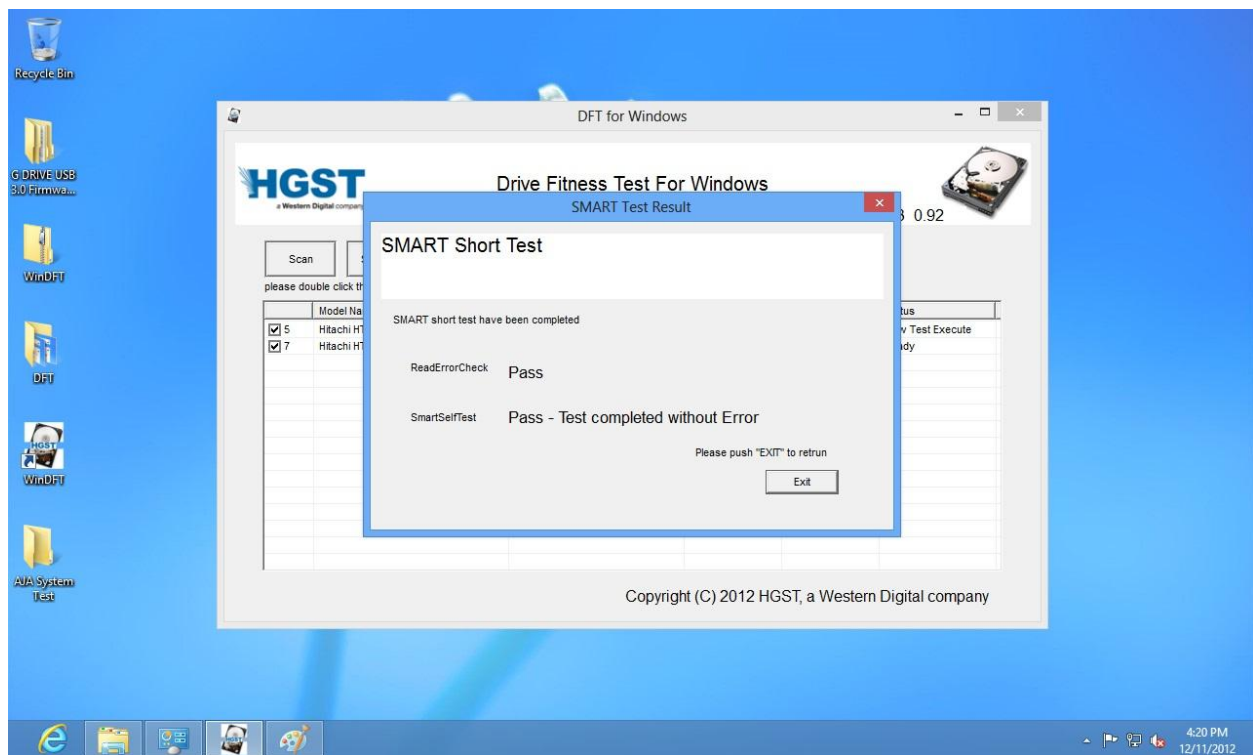 Recycle Bin
G DRIVE USB
3.0 Firmwa...
WinDFT
DFT
HGST
WinDFT
AJA System
Test
DFT for Windows
HGST
a Western Digital company
Drive Fitness Test For Windows
0.92
Scan
please double click th
Model Na
tus
5 Hitachi HT
w Test Execute
7 Hitachi HT
ady
SMART Test Result
SMART Short Test
SMART short test have been completed
ReadErrorCheck Pass
SmartSelfTest Pass - Test completed without Error
Please push "EXIT" to retrun
Exit
Copyright (C) 2012 HGST, a Western Digital company
4:20 PM
12/11/2012